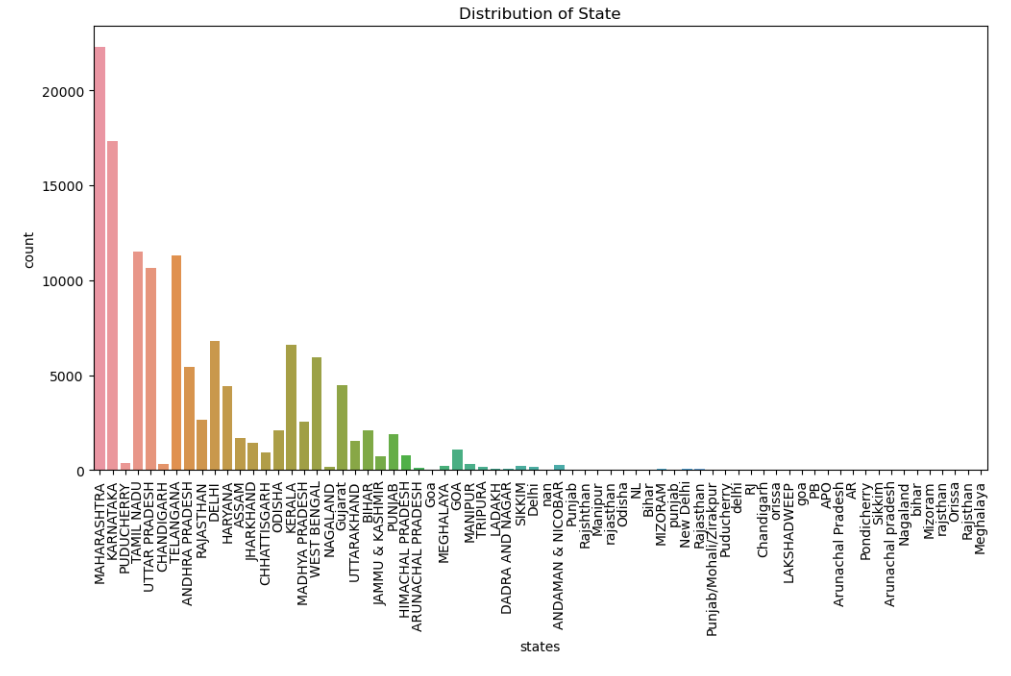 Distribution of State
count
20000
15000
10000
5000
0
MAHARASHTRA
KARNATAKA
PUDUCHERRY
TAMIL NADU
UTTAR PRADESH
CHANDIGARH
TELANGANA
ANDHRA PRADESH
RAJASTHAN
DELHI
HARYANA
ASSAM
JHARKHAND
CHHATTISGARH
ODISHA
KERALA
MADHYA PRADESH
WEST BENGAL
NAGALAND
Gujarat
UTTARAKHAND
BIHAR
JAMMU & KASHMIR
PUNJAB
HIMACHAL PRADESH
ARUNACHAL PRADESH
Goa
MEGHALAYA
GOA
MANIPUR
TRIPURA
LADAKH
DADRA AND NAGAR
SIKKIM
Delhi
nan
ANDAMAN & NICOBAR
Punjab
Rajshthan
Manipur
rajasthan
Odisha
NL
Bihar
MIZORAM
punjab
New Delhi
Rajasthan
Punjab/Mohali/Zirakpur
Puducherry
delhi
RJ
Chandigarh
orissa
LAKSHADWEEP
goa
PB
APO
Arunachal Pradesh
AR
Pondicherry
Sikkim
Arunachal pradesh
Nagaland
bihar
Mizoram
rajsthan
Orissa
Rajsthan
Meghalaya
states